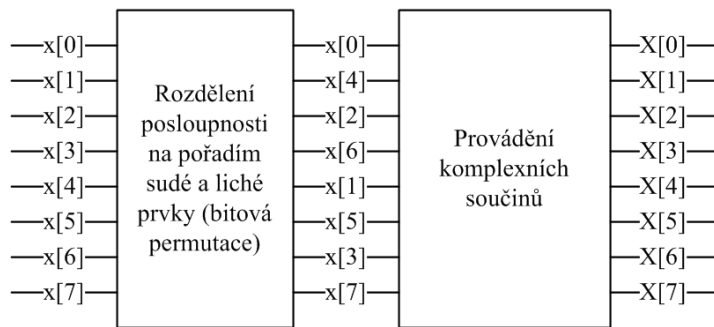 x[0] x[0] X[0]
x[1] x[4] X[1]
x[2] x[2] X[2]
x[3] x[6] X[3]
x[4] x[1] X[4]
x[5] x[5] X[5]
x[6] x[3] X[6]
x[7] x[7] X[7]
Rozdělení
posloupnosti
na pořadím
sudé a liché
prvky (bitová
permutace)
Provádění
komplexních
součinů